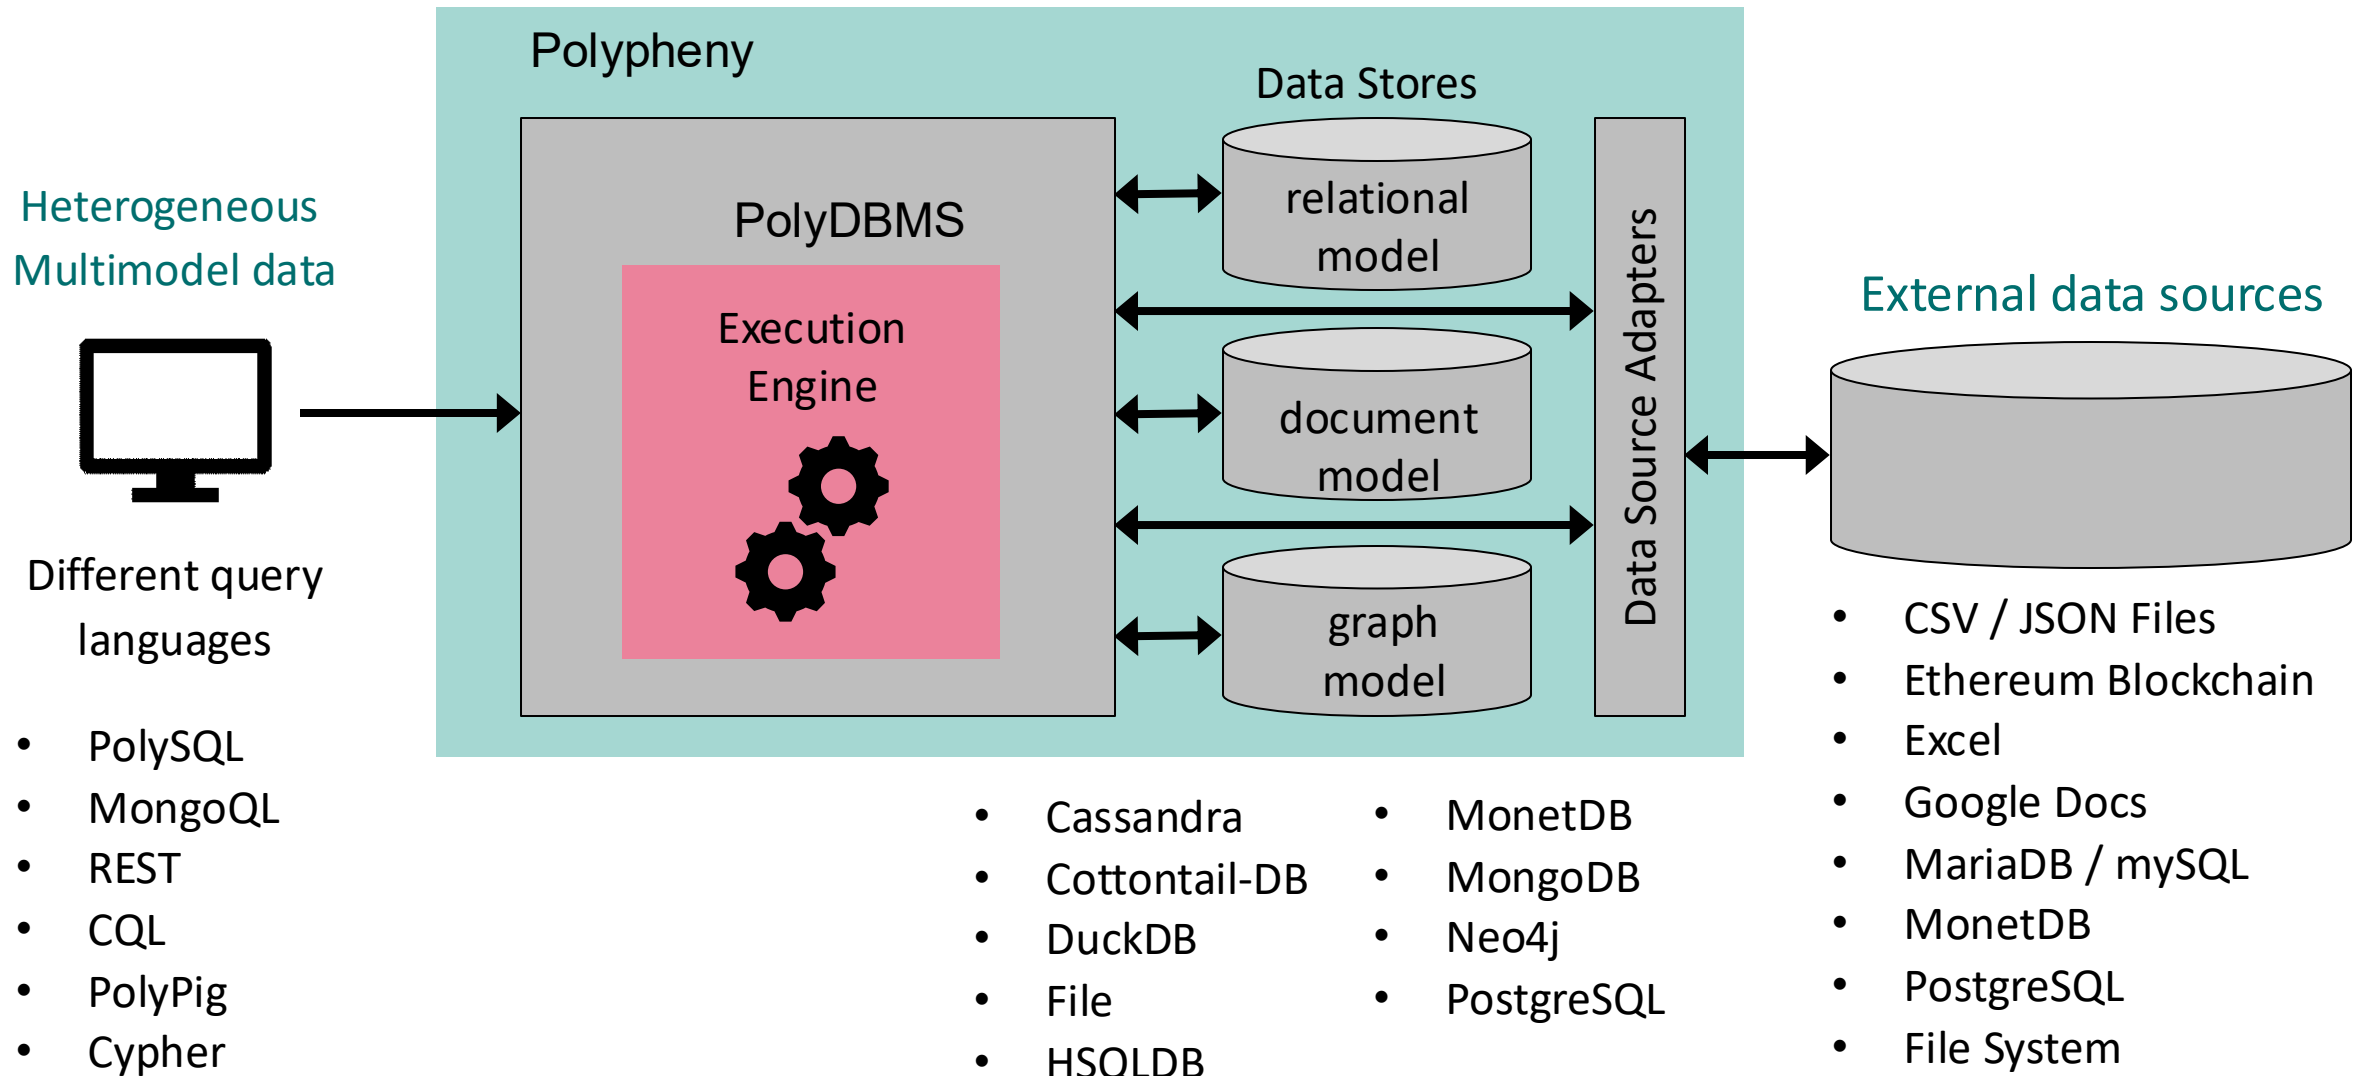 Polypheny
Data Stores
Heterogeneous
Multimodel data
PolyDBMS
Execution
Engine
relational
model
document
model
graph
model
Data Source Adapters
External data sources
Different query
languages
• PolySQL
• MongoQL
• REST
• CQL
• PolyPig
• Cypher
• Cassandra
• Cottontail-DB
• DuckDB
• File
• HSQLDB
• MonetDB
• MongoDB
• Neo4j
• PostgreSQL
• CSV / JSON Files
• Ethereum Blockchain
• Excel
• Google Docs
• MariaDB / mySQL
• MonetDB
• PostgreSQL
• File System